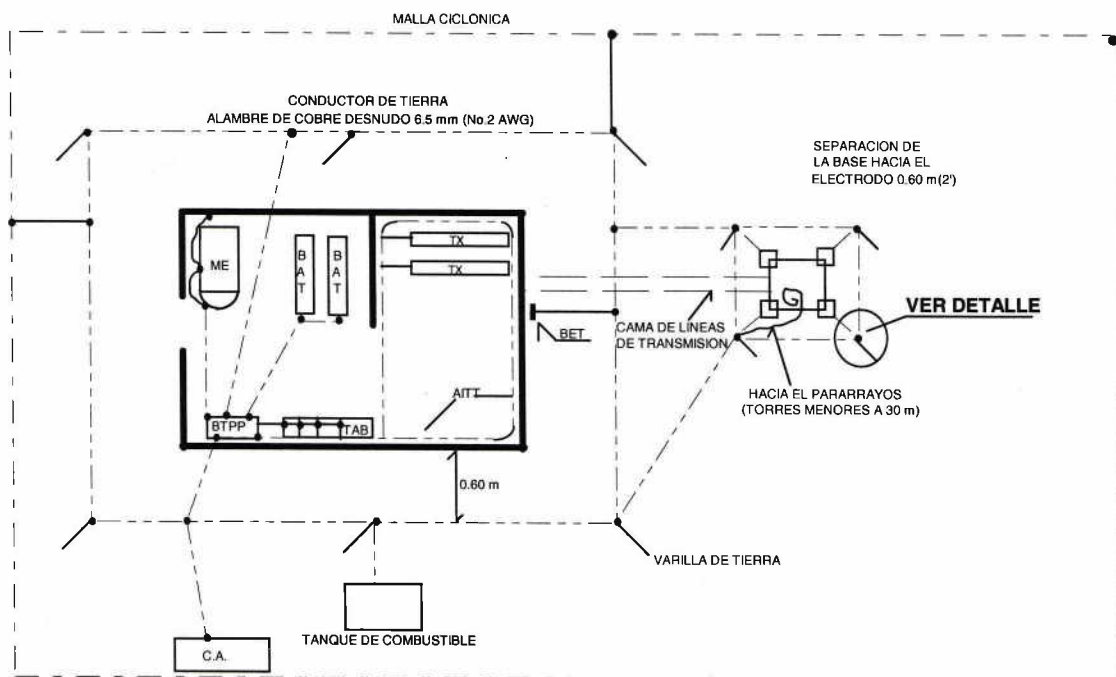 MALLA CICLONICA
CONDUCTOR DE TIERRA
ALAMBRE DE COBRE DESNUDO 6.5 mm (No.2 AWG)
SEPARACION DE
LA BASE HACIA EL
ELECTRODO 0.60 m(2')
ME
BAT
BAT
TX
TX
VER DETALLE
CAMA DE LINEAS
DE TRANSMISION
BET
HACIA EL PARARRAYOS
(TORRES MENORES A 30 m)
AITT
BTPP
TAB
0.60 m
VARILLA DE TIERRA
TANQUE DE COMBUSTIBLE
C.A.